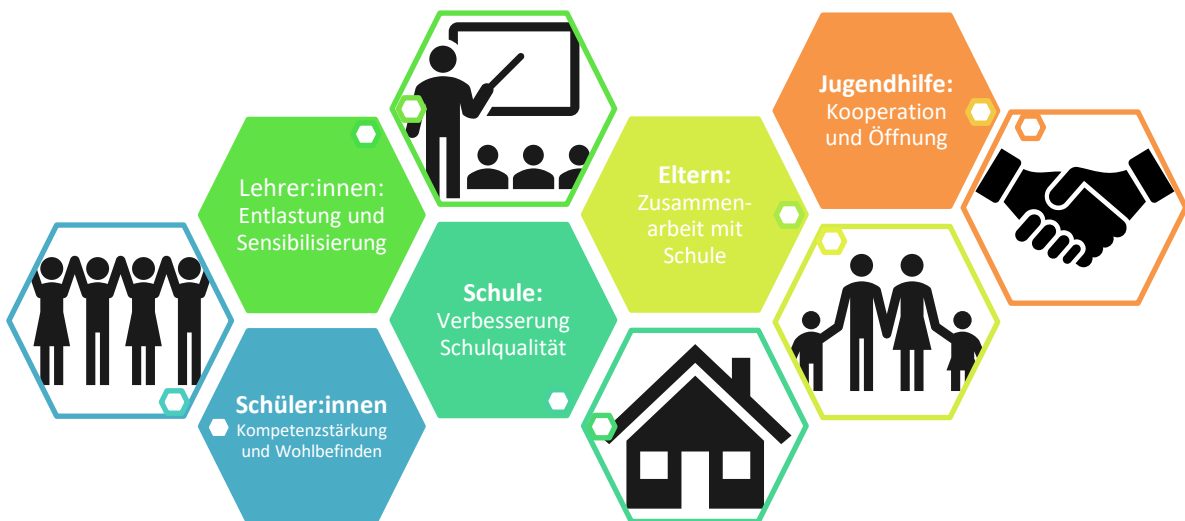 Lehrer:innen:
Entlastung und
Sensibilisierung
Schüler:innen
Kompetenzstärkung
und Wohlbefinden
Schule:
Verbesserung
Schulqualität
Eltern:
Zusammen-
arbeit mit
Schule
Jugendhilfe:
Kooperation
und Öffnung